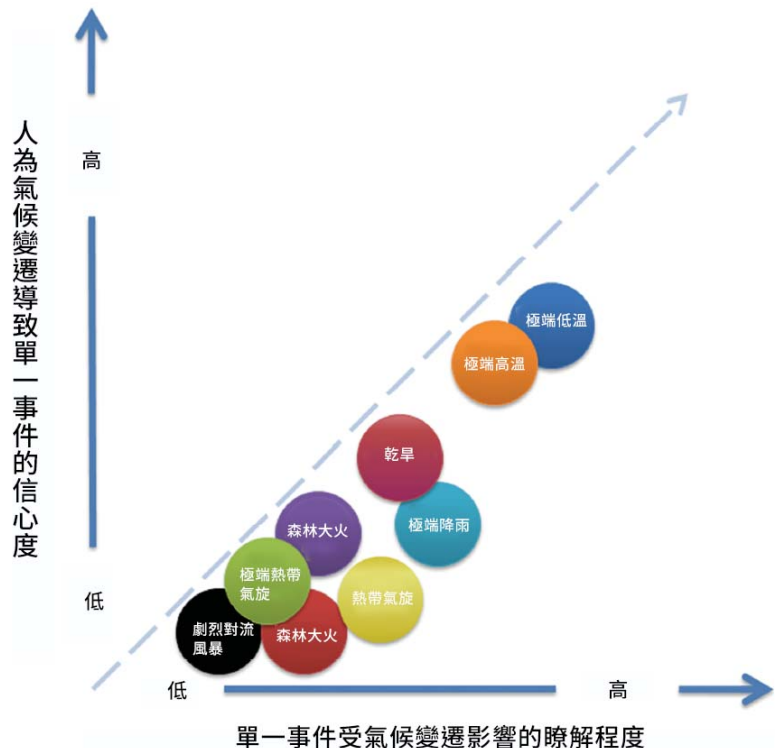 人為氣候變遷導致單一事件的信心度
高
低
極端低溫
極端高溫
乾旱
極端降雨
森林大火
極端熱帶
氣旋
熱帶氣旋
劇烈對流
風暴
森林大火
低
高
單一事件受氣候變遷影響的瞭解程度